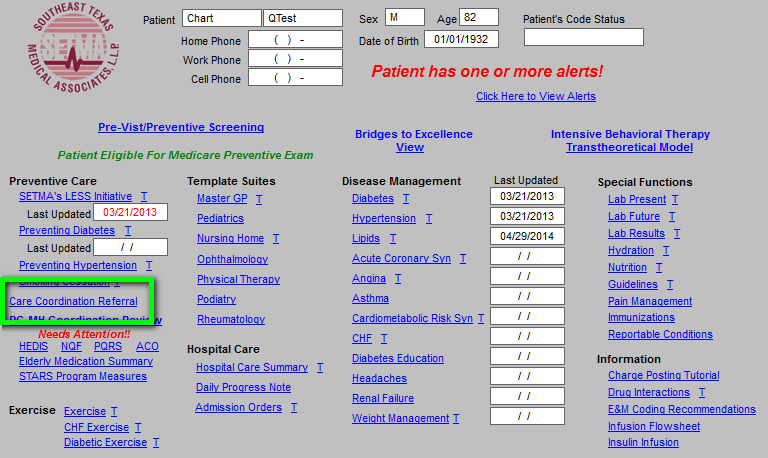 SOUTHEAST TEXAS
SETMA
MEDICAL ASSOCIATES, L.L.P.
Patient Chart QTest Sex M Age 82 Patient's Code Status
Home Phone ( ) - Date of Birth 01/01/1932
Work Phone ( ) -
Cell Phone ( ) -
Patient has one or more alerts!
Click Here to View Alerts
Pre-Vist/Preventive Screening
Patient Eligible For Medicare Preventive Exam
Bridges to Excellence
View
Intensive Behavioral Therapy
Transtheoretical Model
Preventive Care
SETMA's LESS Initiative T
Last Updated 03/21/2013
Preventing Diabetes T
Last Updated / /
Preventing Hypertension T
Smoking Cessation T
Care Coordination Referral
PC-MH Coordination Review
Needs Attention!!
HEDIS NQF PQRS ACO
Elderly Medication Summary
STARS Program Measures
Exercise Exercise T
CHF Exercise T
Diabetic Exercise T
Template Suites
Master GP T
Pediatrics
Nursing Home T
Ophthalmology
Physical Therapy
Podiatry
Rheumatology
Hospital Care
Hospital Care Summary T
Daily Progress Note
Admission Orders T
Disease Management Last Updated
Diabetes T 03/21/2013
Hypertension T 03/21/2013
Lipids T 04/29/2014
Acute Coronary Syn T / /
Angina T / /
Asthma / /
Cardiometabolic Risk Syn T / /
CHF T / /
Diabetes Education / /
Headaches / /
Renal Failure / /
Weight Management T / /
Special Functions
Lab Present T
Lab Future T
Lab Results T
Hydration T
Nutrition T
Guidelines T
Pain Management
Immunizations
Reportable Conditions
Information
Charge Posting Tutorial
Drug Interactions T
E&M Coding Recommendations
Infusion Flowsheet
Insulin Infusion